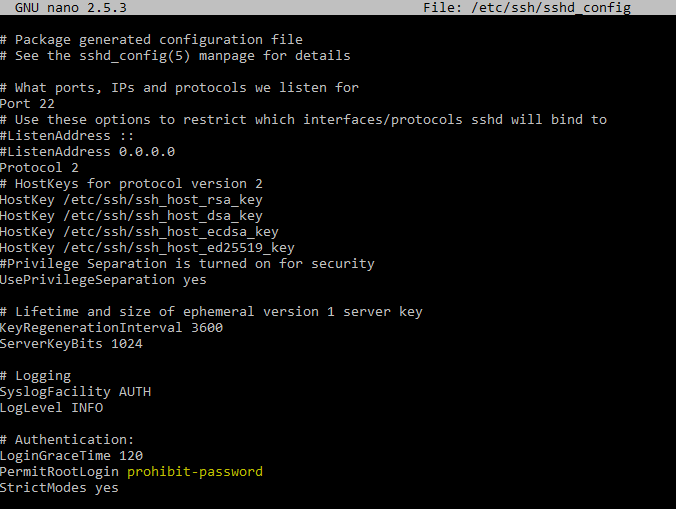 GNU nano 2.5.3 File: /etc/ssh/sshd_config
# Package generated configuration file
# See the sshd_config(5) manpage for details
# What ports, IPs and protocols we listen for
Port 22
# Use these options to restrict which interfaces/protocols sshd will bind to
#ListenAddress ::
#ListenAddress 0.0.0.0
Protocol 2
# HostKeys for protocol version 2
HostKey /etc/ssh/ssh_host_rsa_key
HostKey /etc/ssh/ssh_host_dsa_key
HostKey /etc/ssh/ssh_host_ecdsa_key
HostKey /etc/ssh/ssh_host_ed25519_key
#Privilege Separation is turned on for security
UsePrivilegeSeparation yes
# Lifetime and size of ephemeral version 1 server key
KeyRegenerationInterval 3600
ServerKeyBits 1024
# Logging
SyslogFacility AUTH
LogLevel INFO
# Authentication:
LoginGraceTime 120
PermitRootLogin prohibit-password
StrictModes yes